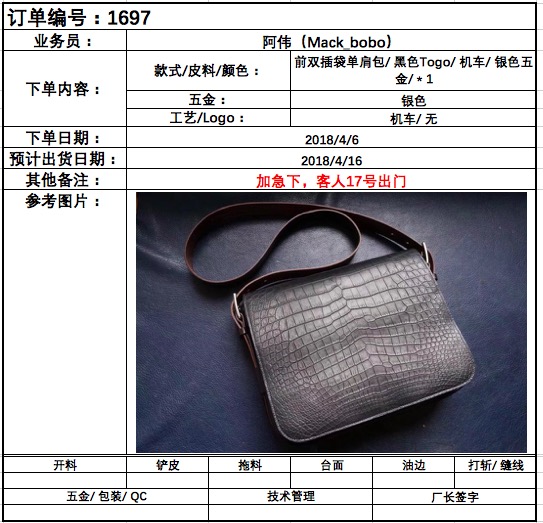 订单编号：1697
业务员： 阿伟（Mack_bobo）
下单内容： 款式/皮料/颜色： 前双插袋单肩包/ 黑色Togo/ 机车/ 银色五
金/ * 1
五金： 银色
工艺/Logo： 机车/ 无
下单日期： 2018/4/6
预计出货日期： 2018/4/16
其他备注： 加急下，客人17号出门
参考图片：
开料 铲皮 拖料 台面 油边 打斩/ 缝线
五金/ 包装/ QC 技术管理 厂长签字